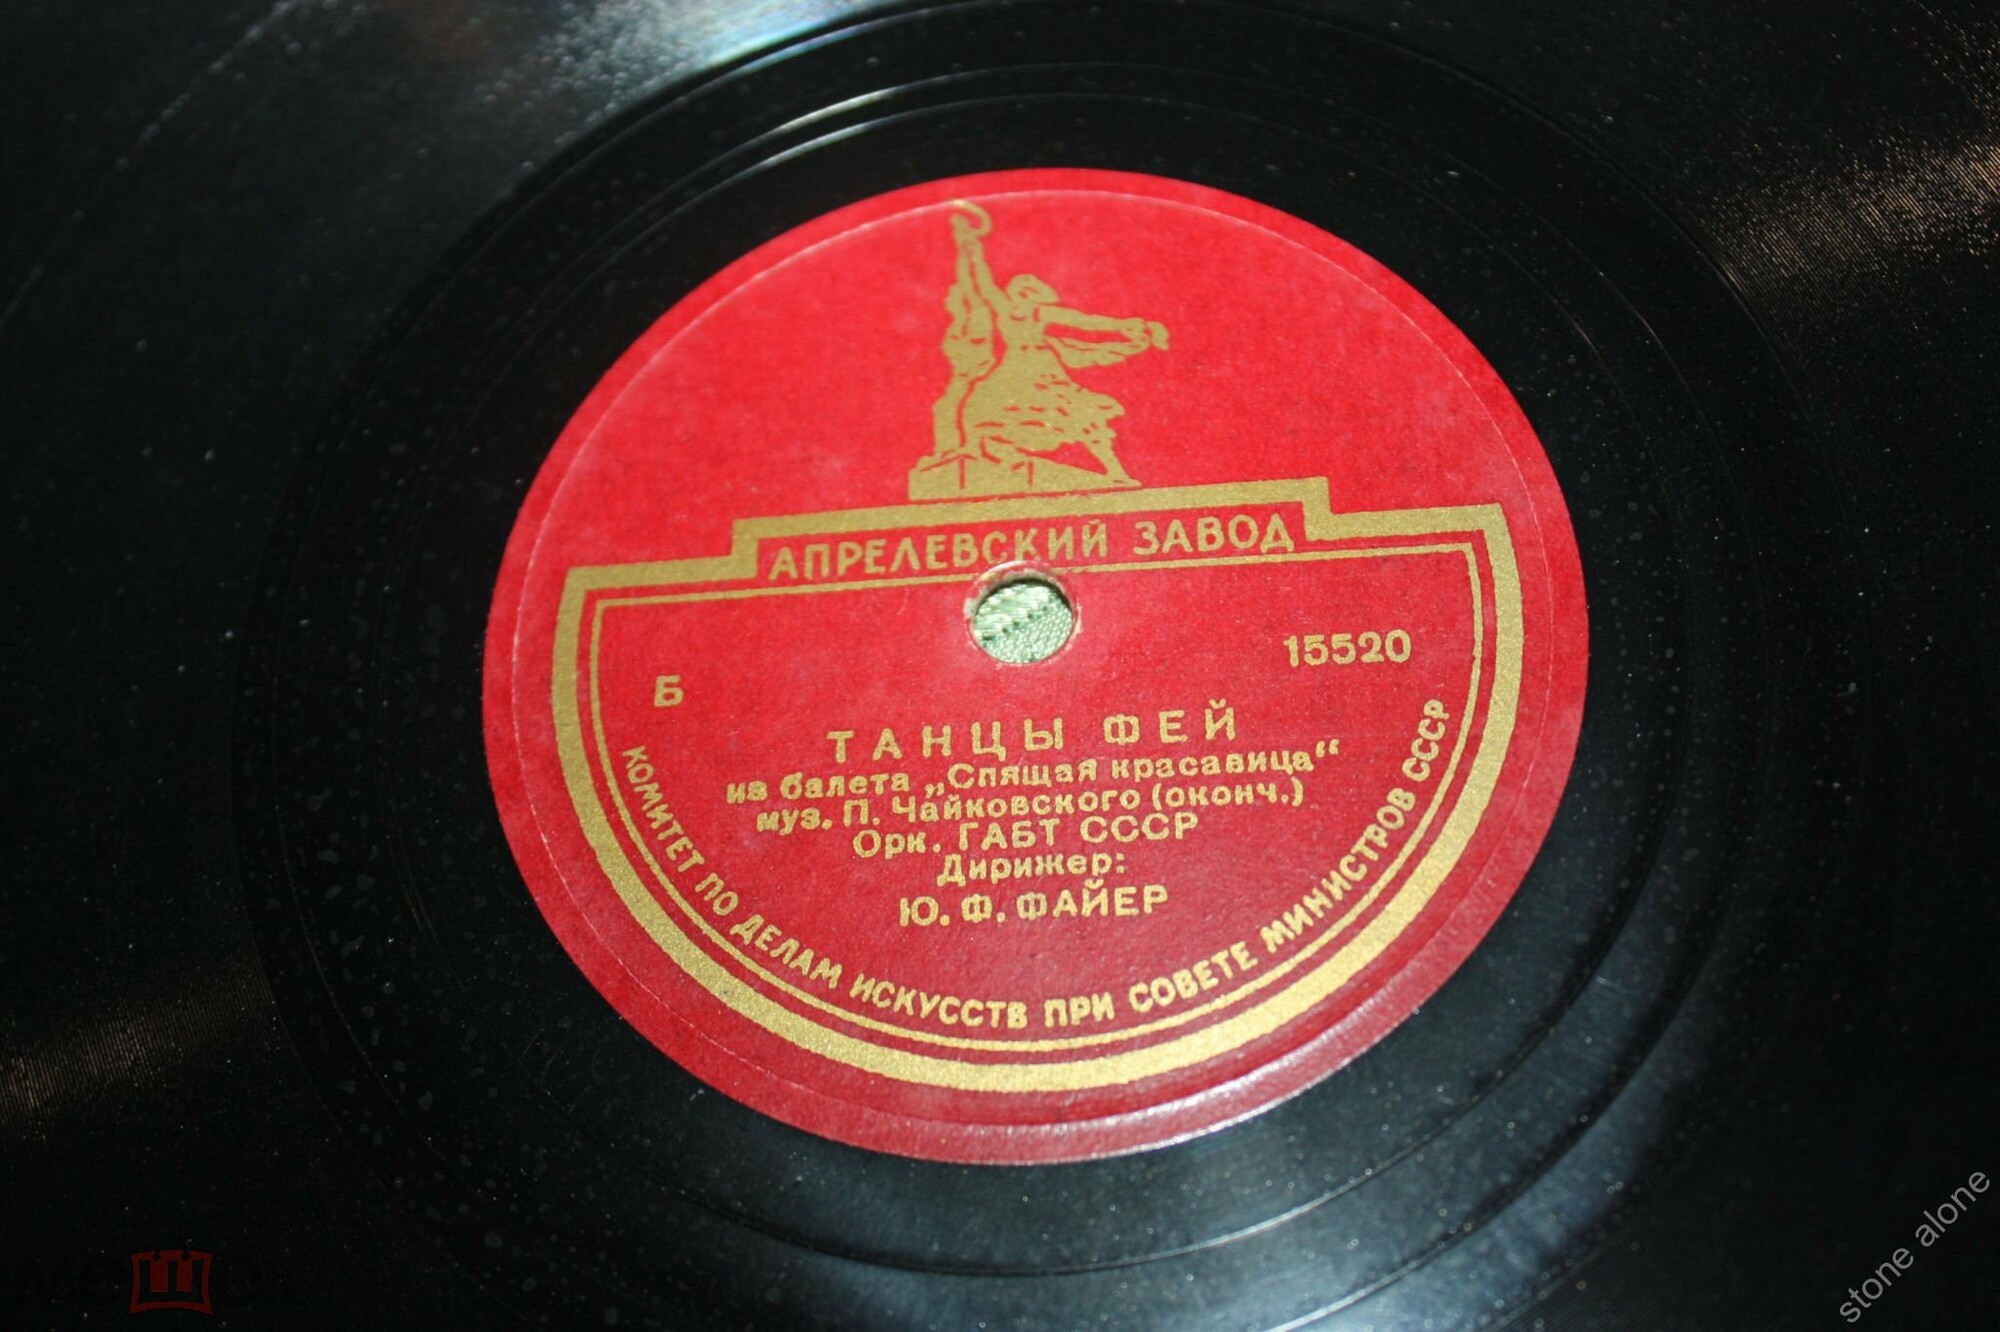 АПРЕЛЕВСКИЙ ЗАВОД
Б 15520
ТАНЦЫ ФЕЙ
из балета „Спящая красавица“
муз. П. Чайковского (оконч.)
Орк. ГАБТ СССР
Дирижер:
Ю. Ф. ФАЙЕР
КОМИТЕТ ПО ДЕЛАМ ИСКУССТВ ПРИ СОВЕТЕ МИНИСТРОВ СССР
stone alone